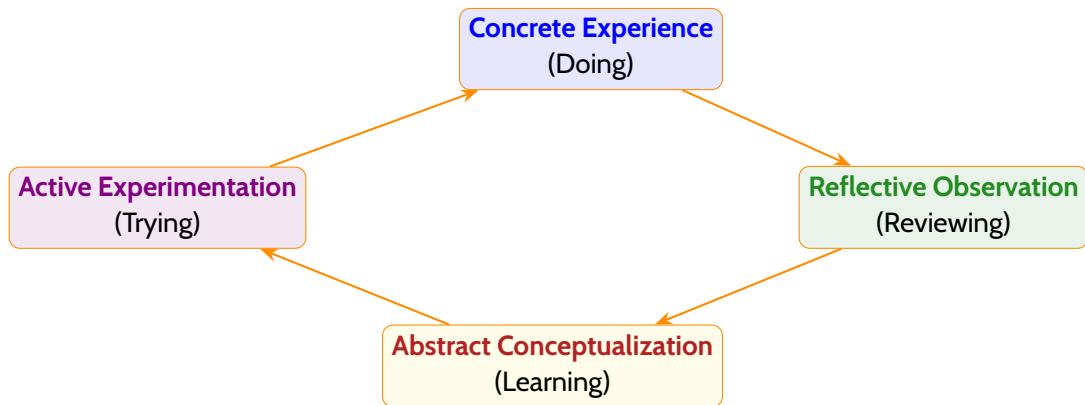 Concrete Experience
(Doing)
Active Experimentation
(Trying)
Reflective Observation
(Reviewing)
Abstract Conceptualization
(Learning)